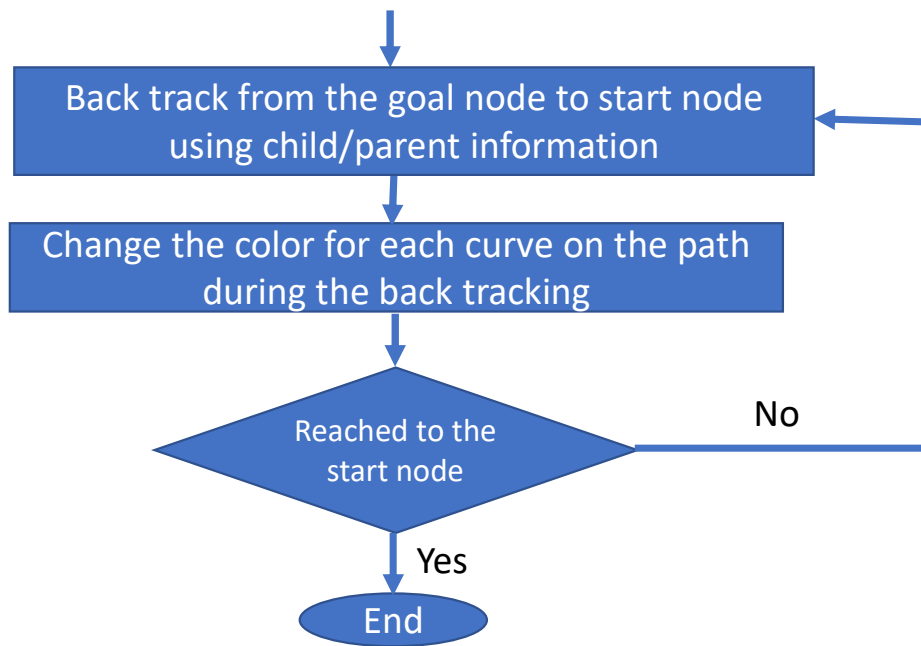 Back track from the goal node to start node
using child/parent information
Change the color for each curve on the path
during the back tracking
Reached to the
start node
No
Yes
End